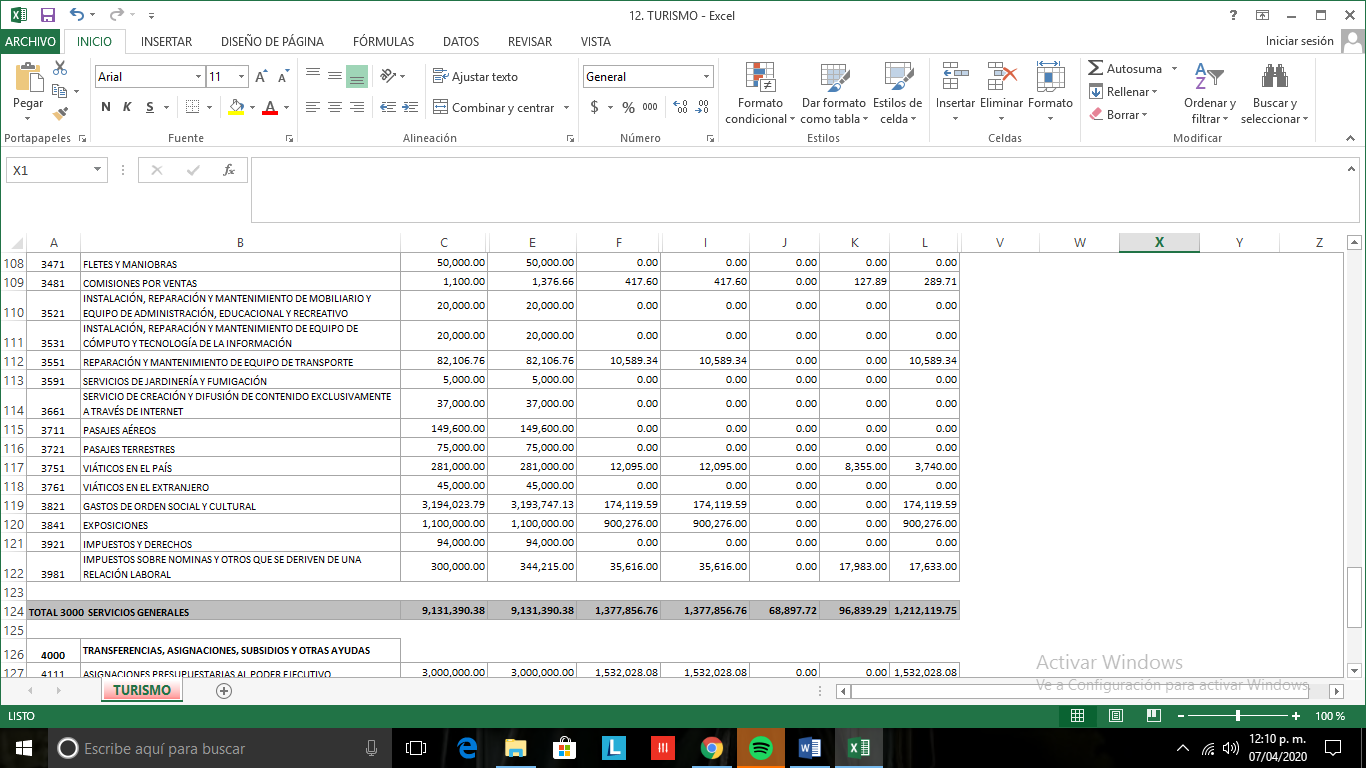 12. TURISMO - Excel
ARCHIVO INICIO INSERTAR DISEÑO DE PÁGINA FÓRMULAS DATOS REVISAR VISTA Iniciar sesión
Pegar
Portapapeles
Arial 11
N K S
Fuente
Ajustar texto
Combinar y centrar
Alineación
General
$ % 000
Número
Formato condicional
Dar formato como tabla
Estilos de celda
Estilos
Insertar Eliminar Formato
Celdas
Autosuma
Rellenar
Borrar
Ordenar y filtrar
Buscar y seleccionar
Modificar
X1 fx
A B C E F I J K L V W X Y Z
108 3471 FLETES Y MANIOBRAS 50,000.00 50,000.00 0.00 0.00 0.00 0.00 0.00
109 3481 COMISIONES POR VENTAS 1,100.00 1,376.66 417.60 417.60 0.00 127.89 289.71
INSTALACIÓN, REPARACIÓN Y MANTENIMIENTO DE MOBILIARIO Y
110 3521 EQUIPO DE ADMINISTRACIÓN, EDUCACIONAL Y RECREATIVO 20,000.00 20,000.00 0.00 0.00 0.00 0.00 0.00
INSTALACIÓN, REPARACIÓN Y MANTENIMIENTO DE EQUIPO DE
111 3531 CÓMPUTO Y TECNOLOGÍA DE LA INFORMACIÓN 20,000.00 20,000.00 0.00 0.00 0.00 0.00 0.00
112 3551 REPARACIÓN Y MANTENIMIENTO DE EQUIPO DE TRANSPORTE 82,106.76 82,106.76 10,589.34 10,589.34 0.00 0.00 10,589.34
113 3591 SERVICIOS DE JARDINERÍA Y FUMIGACIÓN 5,000.00 5,000.00 0.00 0.00 0.00 0.00 0.00
SERVICIO DE CREACIÓN Y DIFUSIÓN DE CONTENIDO EXCLUSIVAMENTE
114 3661 A TRAVÉS DE INTERNET 37,000.00 37,000.00 0.00 0.00 0.00 0.00 0.00
115 3711 PASAJES AÉREOS 149,600.00 149,600.00 0.00 0.00 0.00 0.00 0.00
116 3721 PASAJES TERRESTRES 75,000.00 75,000.00 0.00 0.00 0.00 0.00 0.00
117 3751 VIÁTICOS EN EL PAÍS 281,000.00 281,000.00 12,095.00 12,095.00 0.00 8,355.00 3,740.00
118 3761 VIÁTICOS EN EL EXTRANJERO 45,000.00 45,000.00 0.00 0.00 0.00 0.00 0.00
119 3821 GASTOS DE ORDEN SOCIAL Y CULTURAL 3,194,023.79 3,193,747.13 174,119.59 174,119.59 0.00 0.00 174,119.59
120 3841 EXPOSICIONES 1,100,000.00 1,100,000.00 900,276.00 900,276.00 0.00 0.00 900,276.00
121 3921 IMPUESTOS Y DERECHOS 94,000.00 94,000.00 0.00 0.00 0.00 0.00 0.00
IMPUESTOS SOBRE NOMINAS Y OTROS QUE SE DERIVEN DE UNA
122 3981 RELACIÓN LABORAL 300,000.00 344,215.00 35,616.00 35,616.00 0.00 17,983.00 17,633.00
123
124 TOTAL 3000 SERVICIOS GENERALES 9,131,390.38 9,131,390.38 1,377,856.76 1,377,856.76 68,897.72 96,839.29 1,212,119.75
125
126 4000 TRANSFERENCIAS, ASIGNACIONES, SUBSIDIOS Y OTRAS AYUDAS
127 4111 ASIGNACIONES PRESUPUESTARIAS AL PODER EJECUTIVO 3,000,000.00 3,000,000.00 1,532,028.08 1,532,028.08 0.00 0.00 1,532,028.08
Activar Windows
Ve a Configuración para activar Windows.
TURISMO
LISTO 100 %
Escribe aquí para buscar
12:10 p. m.
07/04/2020